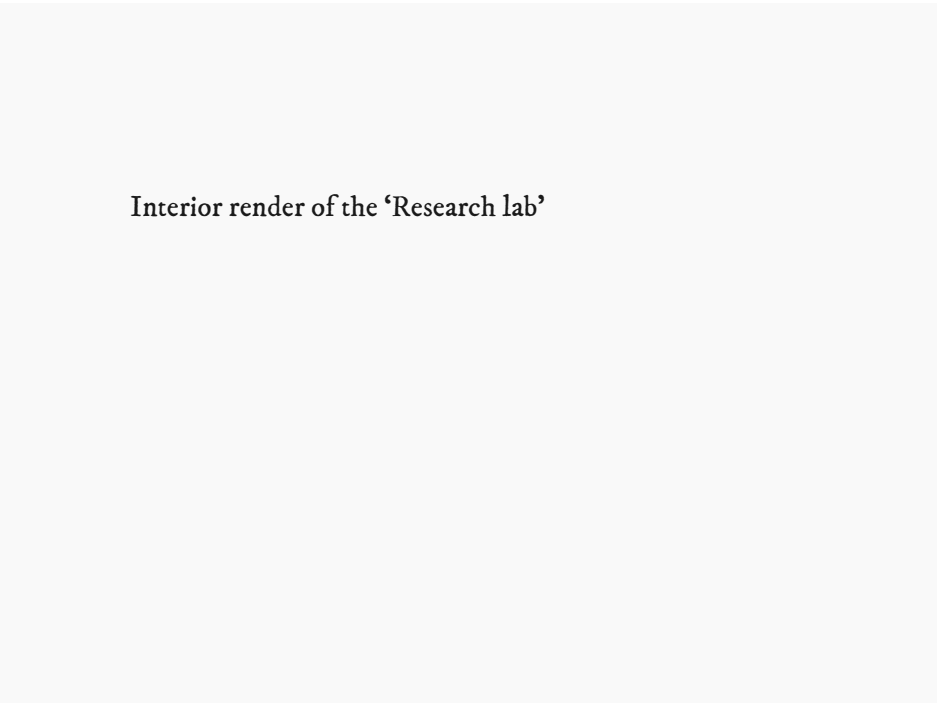 Interior render of the ‘Research lab’